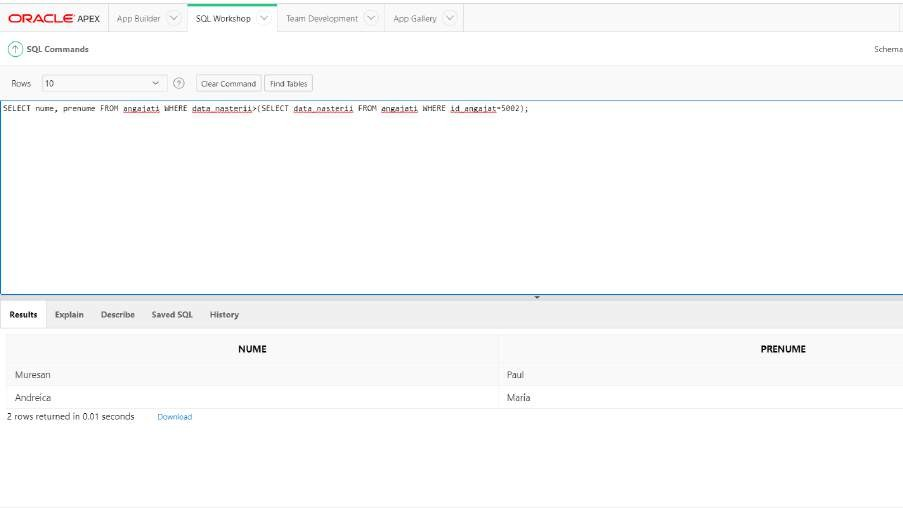 ORACLE APEX App Builder SQL Workshop Team Development App Gallery
SQL Commands Schema
Rows 10 ? Clear Command Find Tables
SELECT nume, prenume FROM angajati WHERE data_nasterii>(SELECT data_nasterii FROM angajati WHERE id_angajat=5002);
Results Explain Describe Saved SQL History
NUME PRENUME
Muresan Paul
Andreica Maria
2 rows returned in 0.01 seconds Download